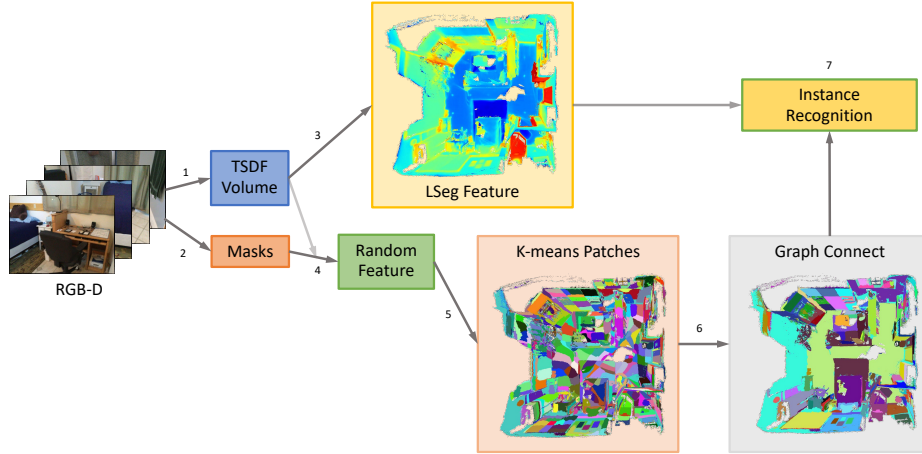 LSeg Feature
7
Instance
Recognition
3
1
TSDF
Volume
2
Masks
4
Random
Feature
RGB-D
5
K-means Patches
6
Graph Connect